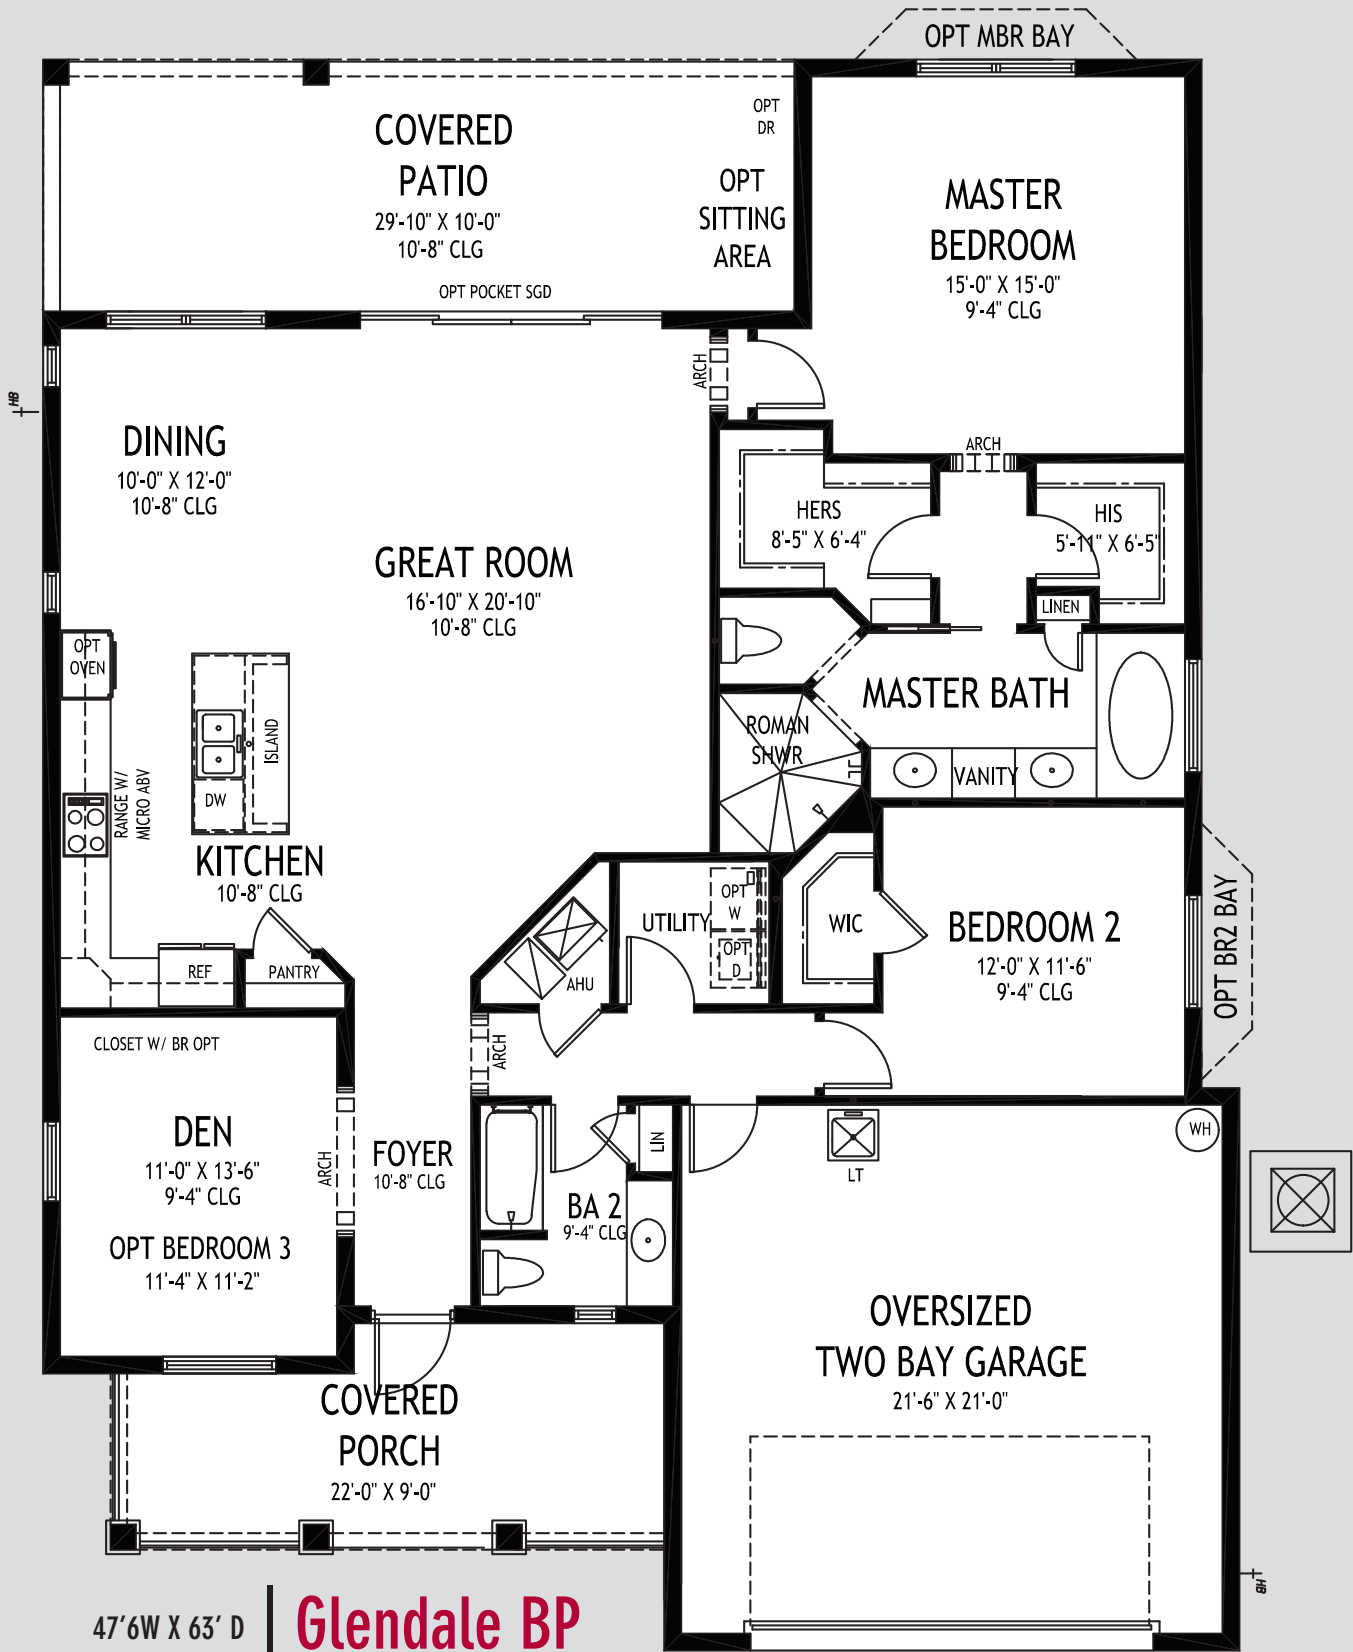 OPT MBR BAY
COVERED
PATIO
29'-10" X 10'-0"
10'-8" CLG
OPT
DR
OPT
SITTING
AREA
OPT POCKET SGD
MASTER
BEDROOM
15'-0" X 15'-0"
9'-4" CLG
HB
ARCH
DINING
10'-0" X 12'-0"
10'-8" CLG
ARCH
HERS
8'-5" X 6'-4"
HIS
5'-11" X 6'-5"
GREAT ROOM
16'-10" X 20'-10"
10'-8" CLG
LINEN
OPT
OVEN
MASTER BATH
ISLAND
ROMAN
SHWR
VANITY
DW
RANGE W/
MICRO ABV
KITCHEN
10'-8" CLG
OPT
W
UTILITY
OPT
D
WIC
BEDROOM 2
12'-0" X 11'-6"
9'-4" CLG
OPT BR2 BAY
REF
PANTRY
AHU
CLOSET W/ BR OPT
ARCH
DEN
11'-0" X 13'-6"
9'-4" CLG
OPT BEDROOM 3
11'-4" X 11'-2"
ARCH
FOYER
10'-8" CLG
LIN
BA 2
9'-4" CLG
LT
WH
OVERSIZED
TWO BAY GARAGE
21'-6" X 21'-0"
COVERED
PORCH
22'-0" X 9'-0"
HB
47'6W X 63' D
Glendale BP